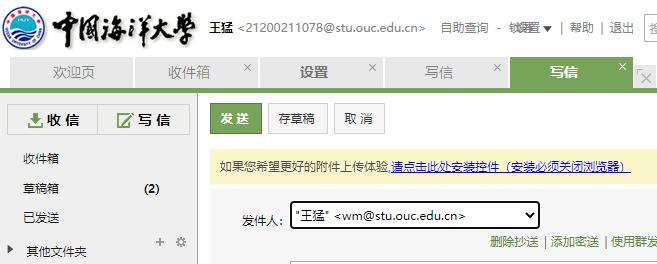 中國海洋大學 王猛 <21200211078@stu.ouc.edu.cn> 自助查询 - 设置 | 帮助 | 退出
欢迎页 收件箱 设置 写信 写信
收信 写信
发送 存草稿 取消
收件箱
如果您希望更好的附件上传体验,请点击此处安装控件（安装必须关闭浏览器）
草稿箱 (2)
已发送
发件人: "王猛" <wm@stu.ouc.edu.cn>
删除抄送 | 添加密送 | 使用群发
其他文件夹